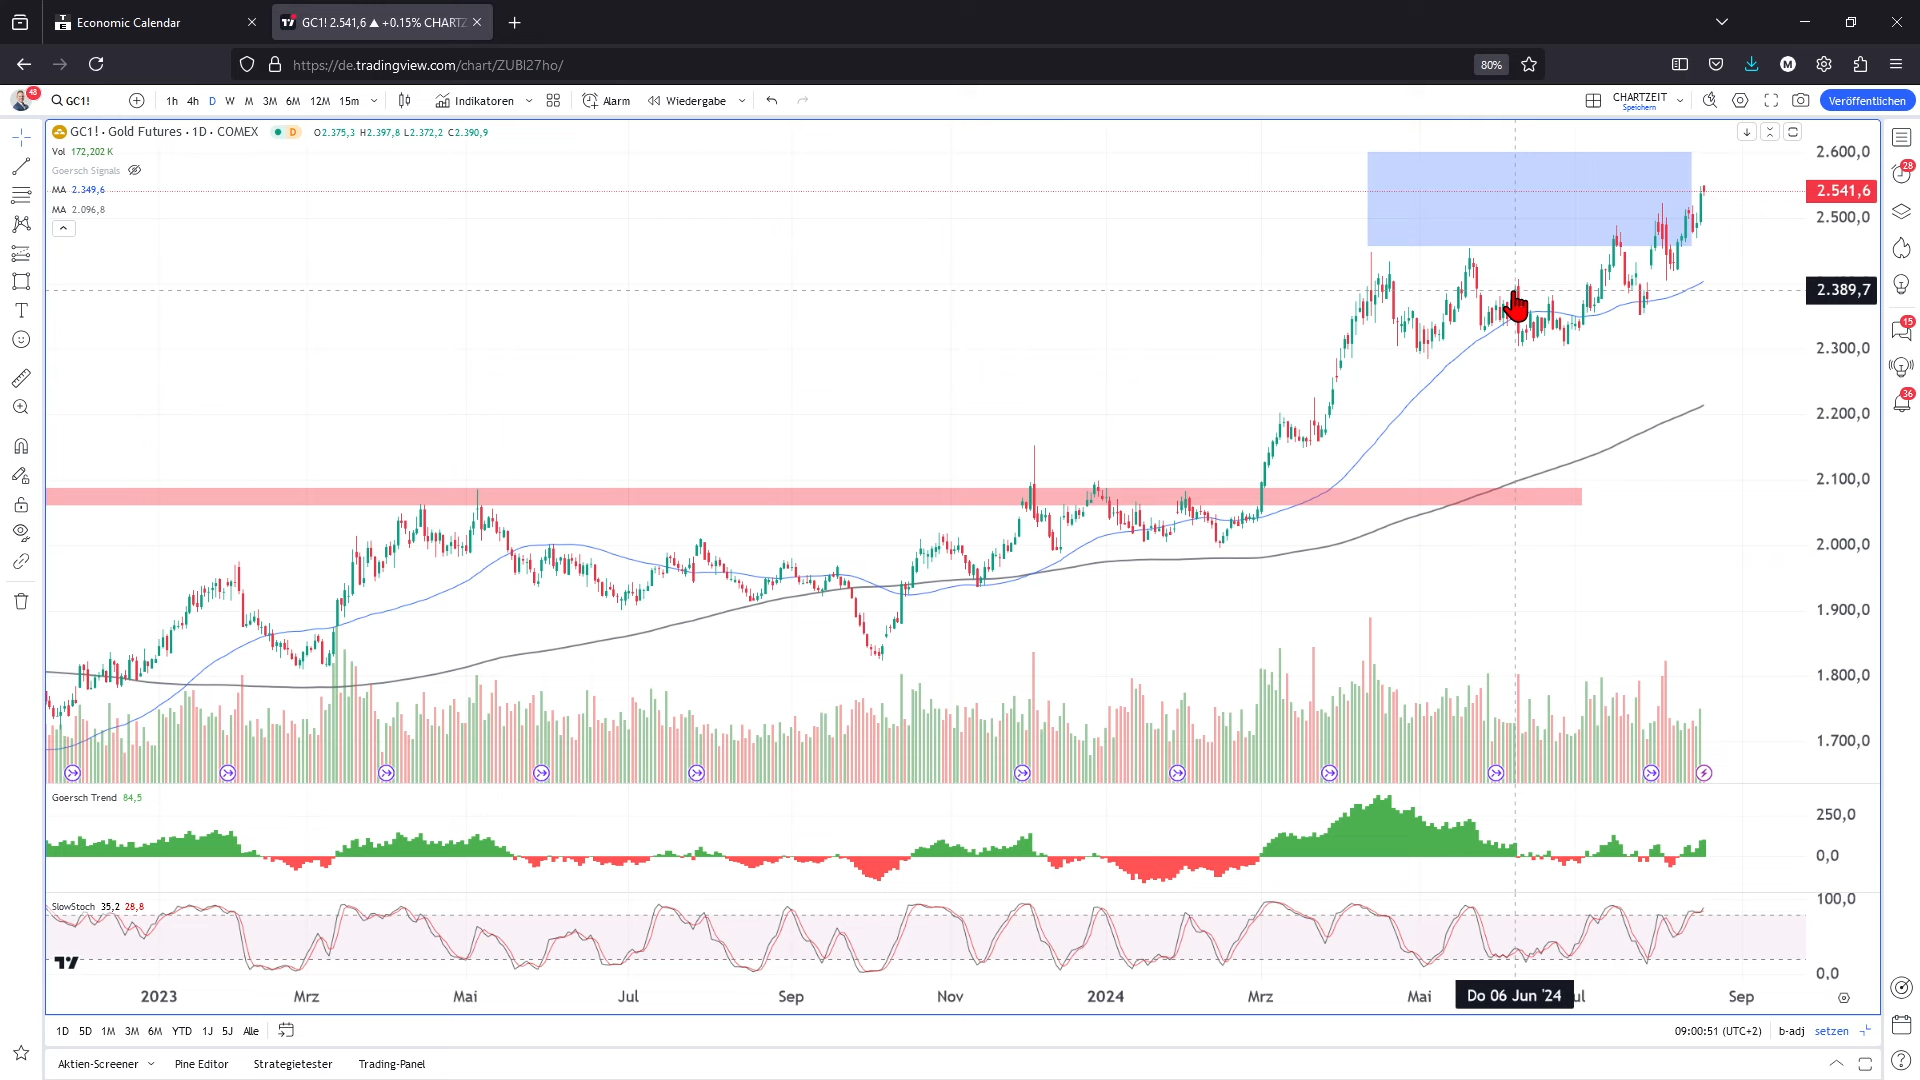 Economic Calendar
GC1! 2.541,6 ▲ +0.15% CHARTZ
https://de.tradingview.com/chart/ZUBI27ho/
80%
48
GC1!
1h 4h D W M 3M 6M 12M 15m
Indikatoren
Alarm
Wiedergabe
CHARTZEIT
Speichern
Veröffentlichen
GC1! · Gold Futures · 1D · COMEX
D
O2.375,3 H2.397,8 L2.372,2 C2.390,9
Vol 172,202 K
Goersch Signals
MA 2.349,6
MA 2.096,8
2.600,0
2.541,6
2.500,0
2.389,7
2.300,0
2.200,0
2.100,0
2.000,0
1.900,0
1.800,0
1.700,0
Goersch Trend 84,5
250,0
0,0
SlowStoch 35,2 28,8
100,0
0,0
2023 Mrz Mai Jul Sep Nov 2024 Mrz Mai Do 06 Jun '24 ul Sep
1D 5D 1M 3M 6M YTD 1J 5J Alle
09:00:51 (UTC+2) b-adj setzen
Aktien-Screener Pine Editor Strategietester Trading-Panel
28
15
36